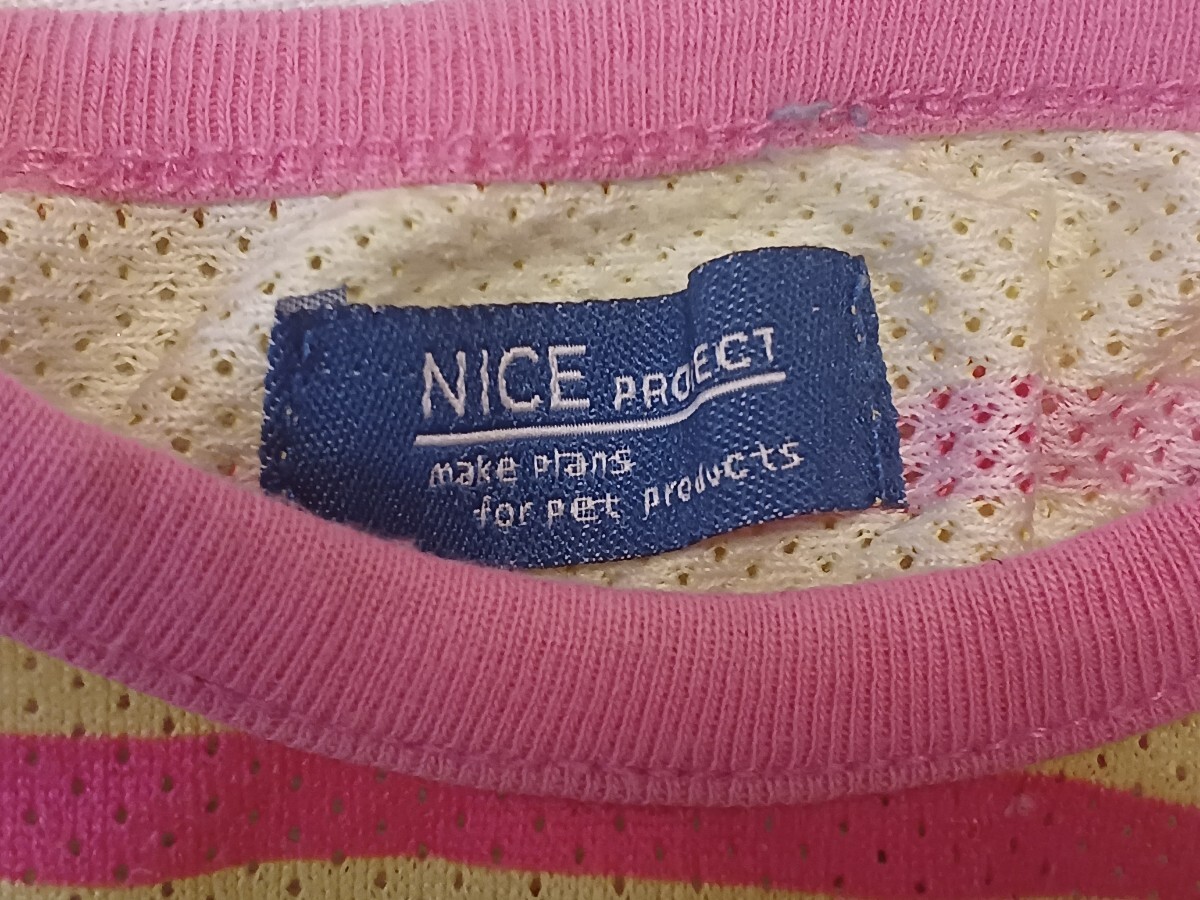 NICE PROJECT
make plans
for pet products